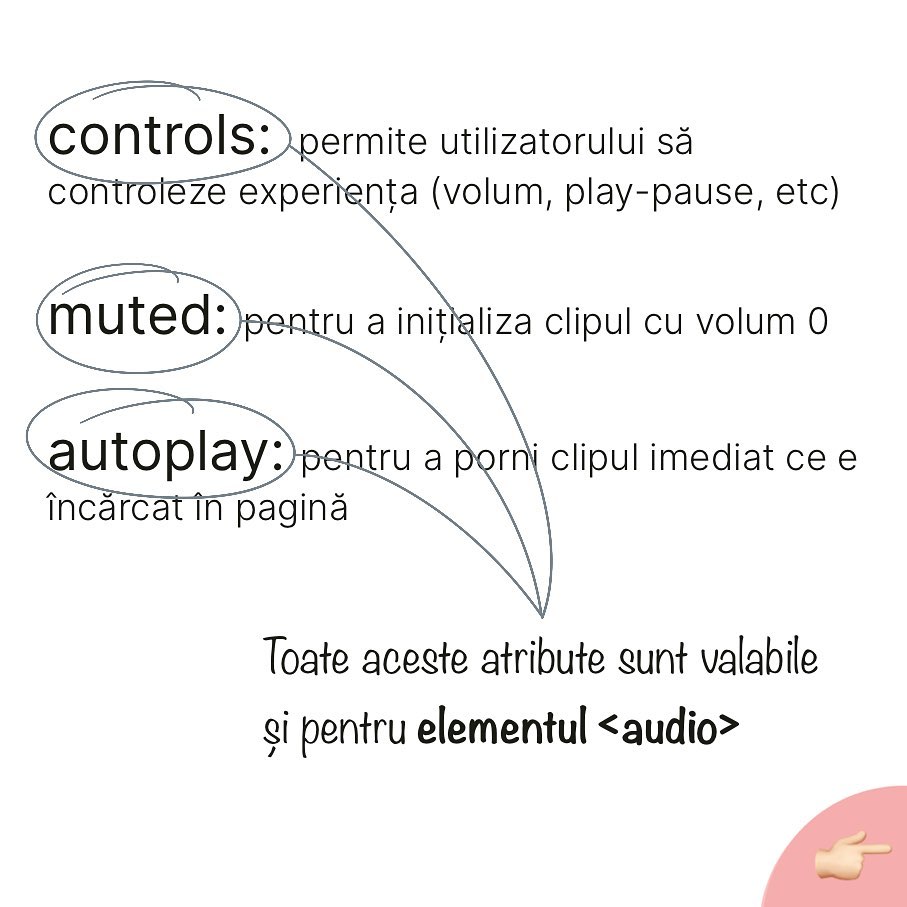 controls: permite utilizatorului să
controleze experiența (volum, play-pause, etc)
muted: pentru a inițializa clipul cu volum 0
autoplay: pentru a porni clipul imediat ce e
încărcat în pagină
Toate aceste atribute sunt valabile
și pentru elementul <audio>